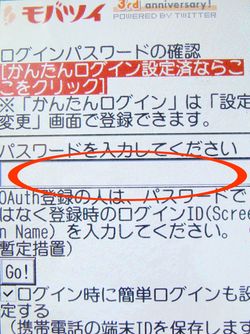 モバツイ 3rd anniversary!
POWERED BY TWITTER
ログインパスワードの確認
[かんたんログイン設定済ならこ
こをクリック]
※「かんたんログイン」は「設定
変更」画面で登録できます。
パスワードを入力してください
OAuth登録の人は、パスワードで
はなく登録時のログインID(Scree
n Name) を入力してください。(
暫定措置)
Go!
✓ログイン時に簡単ログインも設
定する
(携帯電話の端末IDを保存します